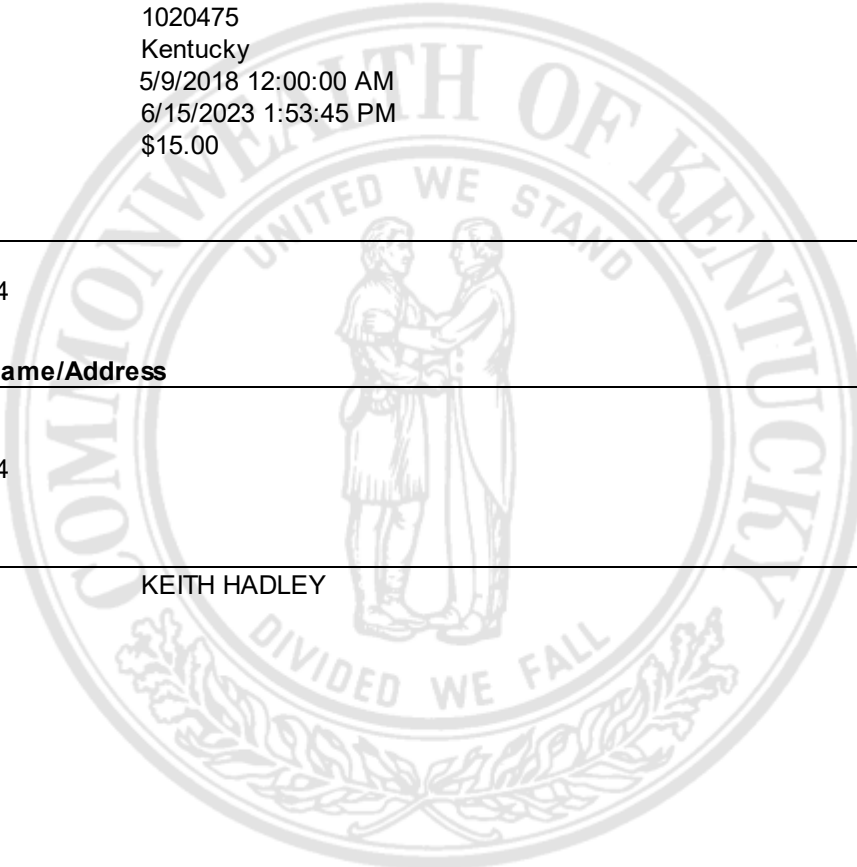 1020475
Kentucky
5/9/2018 12:00:00 AM
6/15/2023 1:53:45 PM
$15.00
4
ame/Address
4
KEITH HADLEY
COMMONWEALTH OF KENTUCKY
UNITED WE STAND
DIVIDED WE FALL